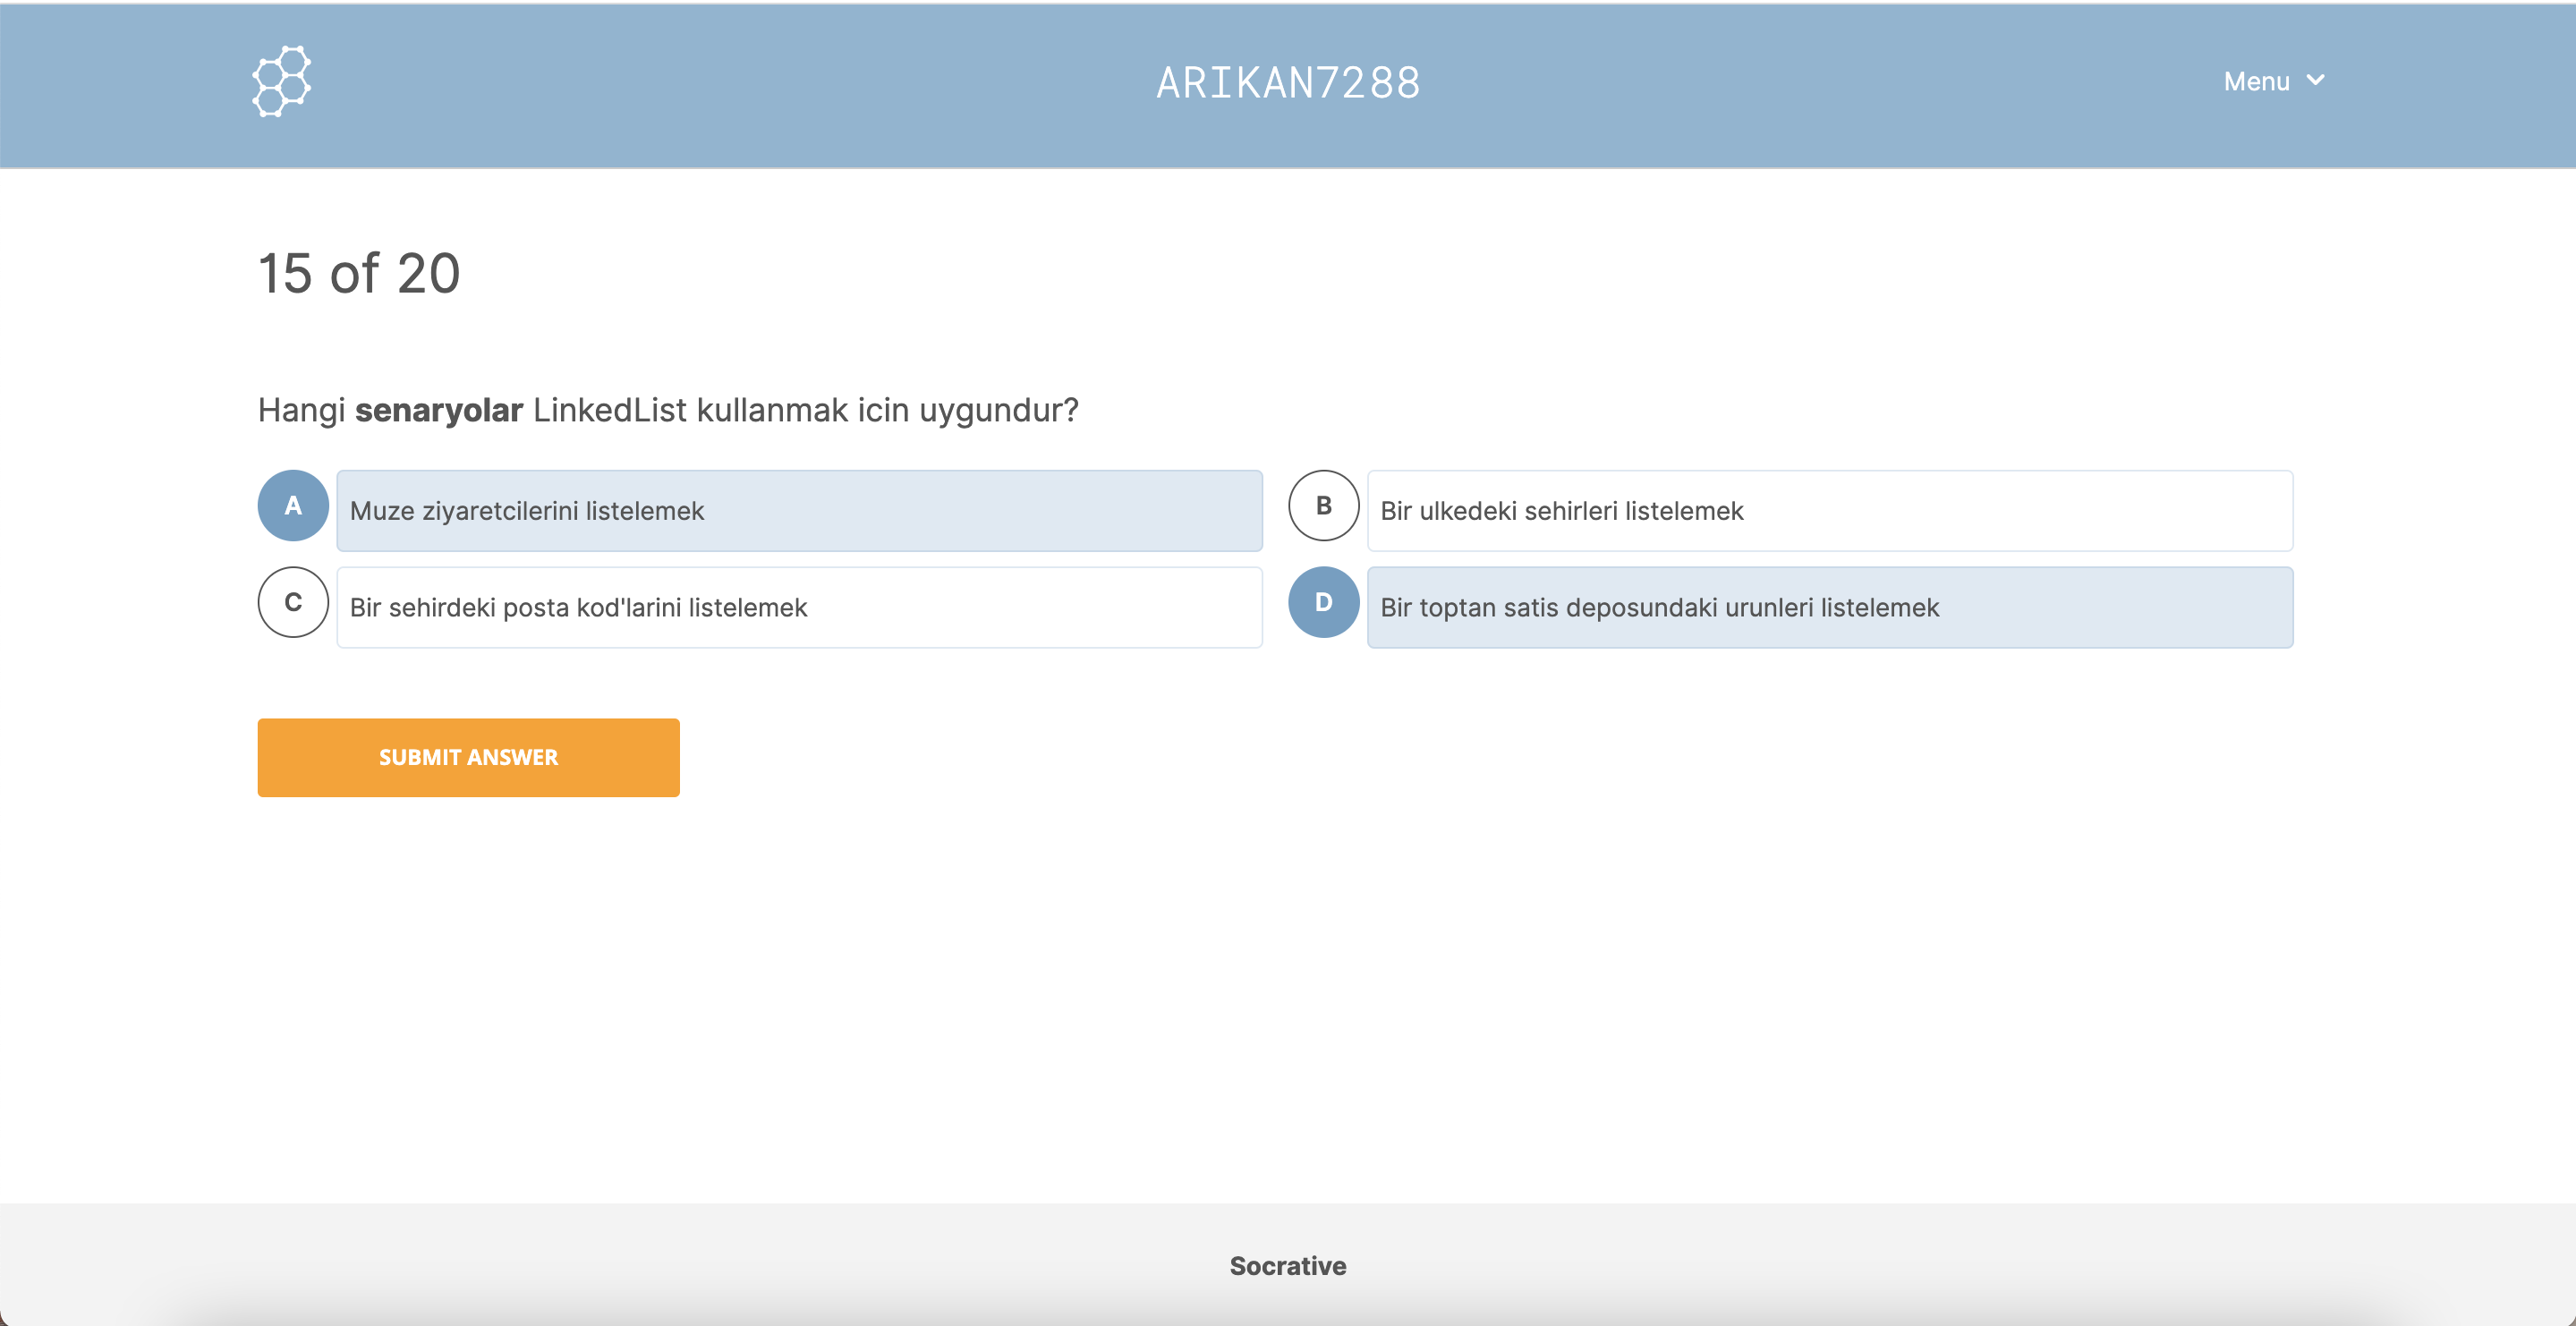 ARIKAN7288
Menu
15 of 20
Hangi senaryolar LinkedList kullanmak icin uygundur?
A Muze ziyaretcilerini listelemek
B Bir ulkedeki sehirleri listelemek
C Bir sehirdeki posta kod'larini listelemek
D Bir toptan satis deposundaki urunleri listelemek
SUBMIT ANSWER
Socrative